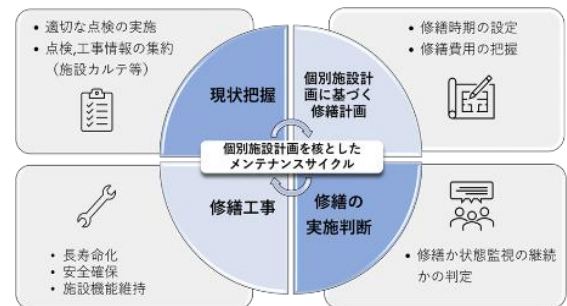 ・適切な点検の実施
・点検,工事情報の集約
（施設カルテ等）
・修繕時期の設定
・修繕費用の把握
現状把握
個別施設計
画に基づく
修繕計画
個別施設計画を核とした
メンテナンスサイクル
修繕工事
修繕の
実施判断
・長寿命化
・安全確保
・施設機能維持
・修繕か状態監視の継続
かの判定